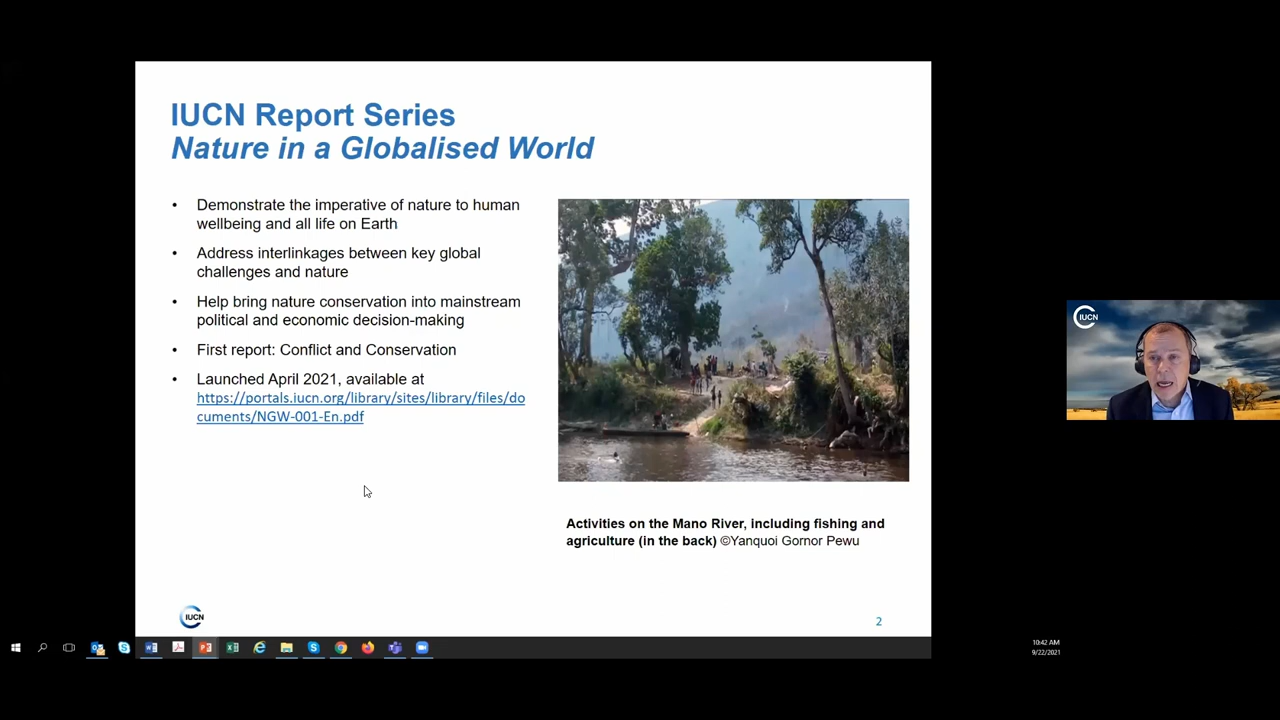 IUCN Report Series
Nature in a Globalised World
• Demonstrate the imperative of nature to human
wellbeing and all life on Earth
• Address interlinkages between key global
challenges and nature
• Help bring nature conservation into mainstream
political and economic decision-making
• First report: Conflict and Conservation
• Launched April 2021, available at
https://portals.iucn.org/library/sites/library/files/do
cuments/NGW-001-En.pdf
Activities on the Mano River, including fishing and
agriculture (in the back) ©Yanquoi Gornor Pewu
IUCN
2
IUCN
10:42 AM
9/22/2021